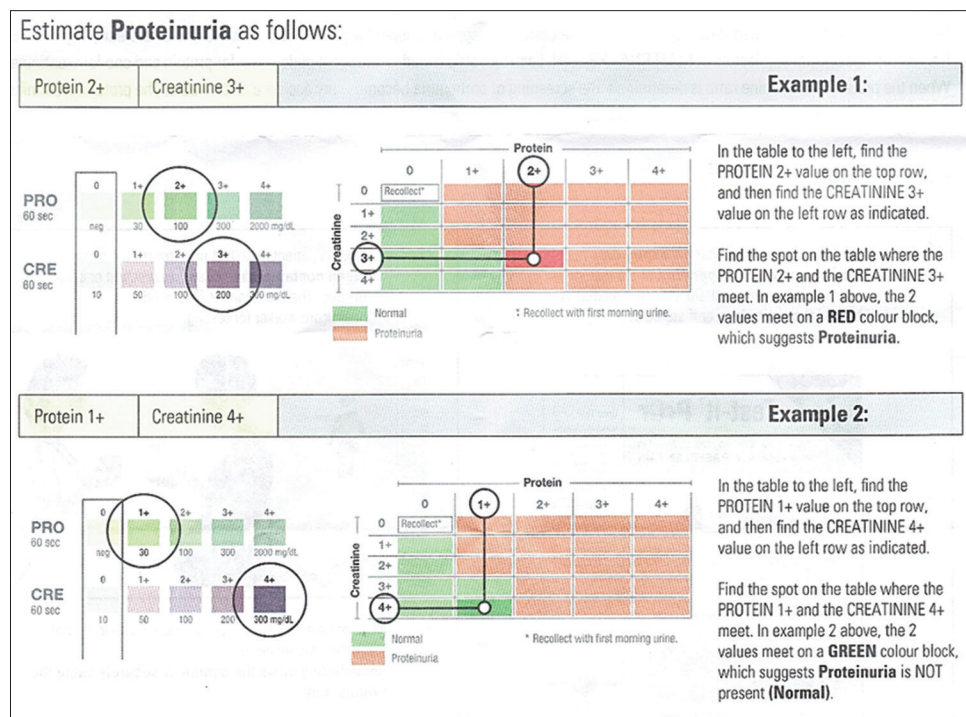 Estimate Proteinuria as follows:
Protein 2+ Creatinine 3+ Example 1:
PRO
60 sec
0 1+ 2+ 3+ 4+
neg 30 100 300 2000 mg/dL
CRE
60 sec
0 1+ 2+ 3+ 4+
10 50 100 200 300 mg/dL
Protein
0 1+ 2+ 3+ 4+
Creatinine
0 Recollect*
1+
2+
3+
4+
Normal
Proteinuria
* Recollect with first morning urine.
In the table to the left, find the
PROTEIN 2+ value on the top row,
and then find the CREATININE 3+
value on the left row as indicated.
Find the spot on the table where the
PROTEIN 2+ and the CREATININE 3+
meet. In example 1 above, the 2
values meet on a RED colour block,
which suggests Proteinuria.
Protein 1+ Creatinine 4+ Example 2:
PRO
60 sec
0 1+ 2+ 3+ 4+
neg 30 100 300 2000 mg/dL
CRE
60 sec
0 1+ 2+ 3+ 4+
10 50 100 200 300 mg/dL
Protein
0 1+ 2+ 3+ 4+
Creatinine
0 Recollect*
1+
2+
3+
4+
Normal
Proteinuria
* Recollect with first morning urine.
In the table to the left, find the
PROTEIN 1+ value on the top row,
and then find the CREATININE 4+
value on the left row as indicated.
Find the spot on the table where the
PROTEIN 1+ and the CREATININE 4+
meet. In example 2 above, the 2
values meet on a GREEN colour block,
which suggests Proteinuria is NOT
present (Normal).